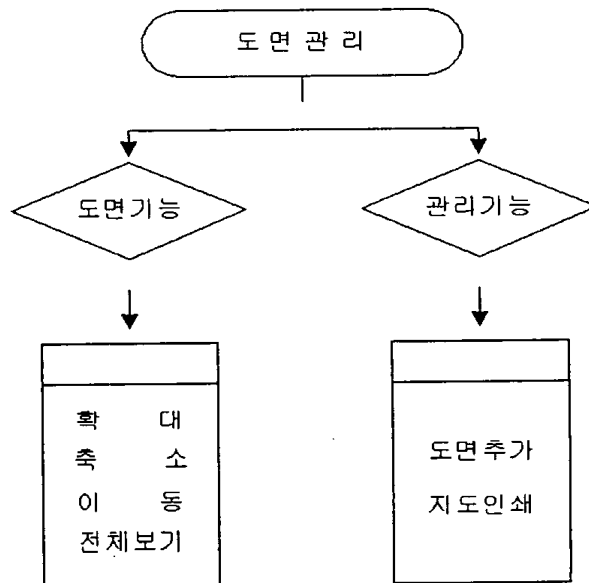 도면관리
도면기능
관리기능
확 대
축 소
이 동
전체보기
도면추가
지도인쇄